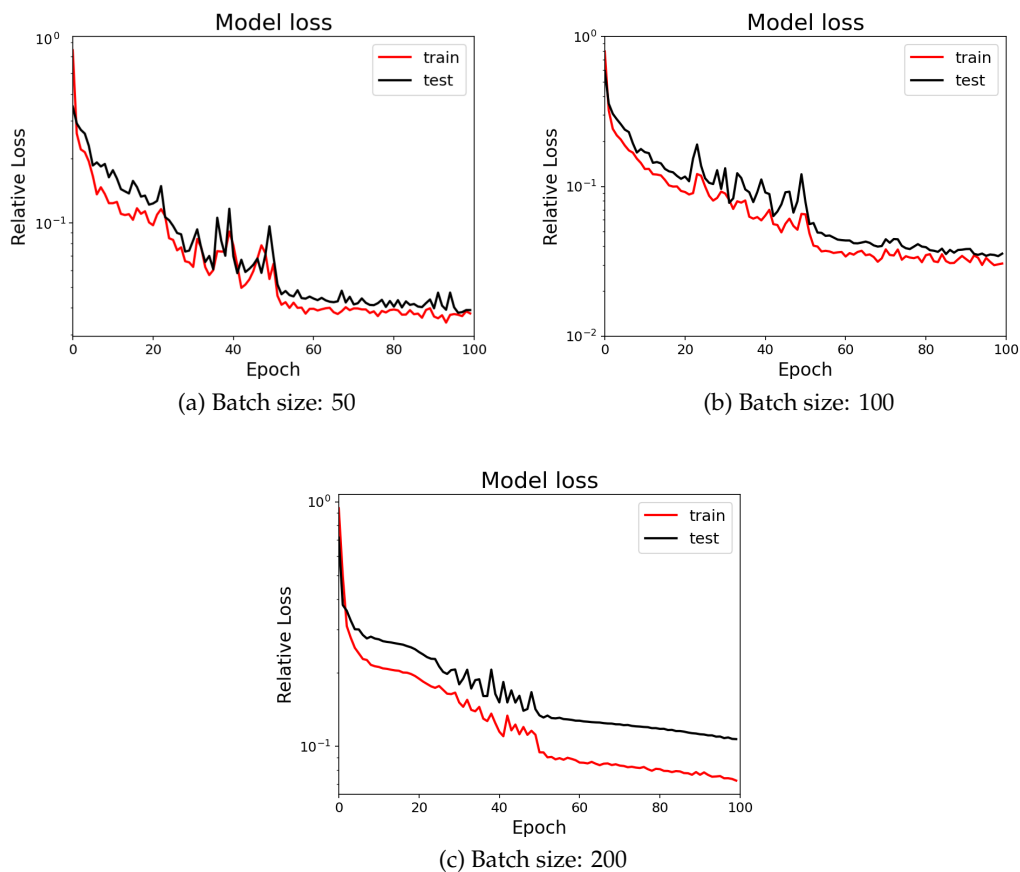 Model loss
10⁰
10⁻¹
Relative Loss
train
test
0
20
40
60
80
100
Epoch
(a) Batch size: 50
Model loss
10⁰
10⁻¹
10⁻²
Relative Loss
train
test
0
20
40
60
80
100
Epoch
(b) Batch size: 100
Model loss
10⁰
10⁻¹
Relative Loss
train
test
0
20
40
60
80
100
Epoch
(c) Batch size: 200